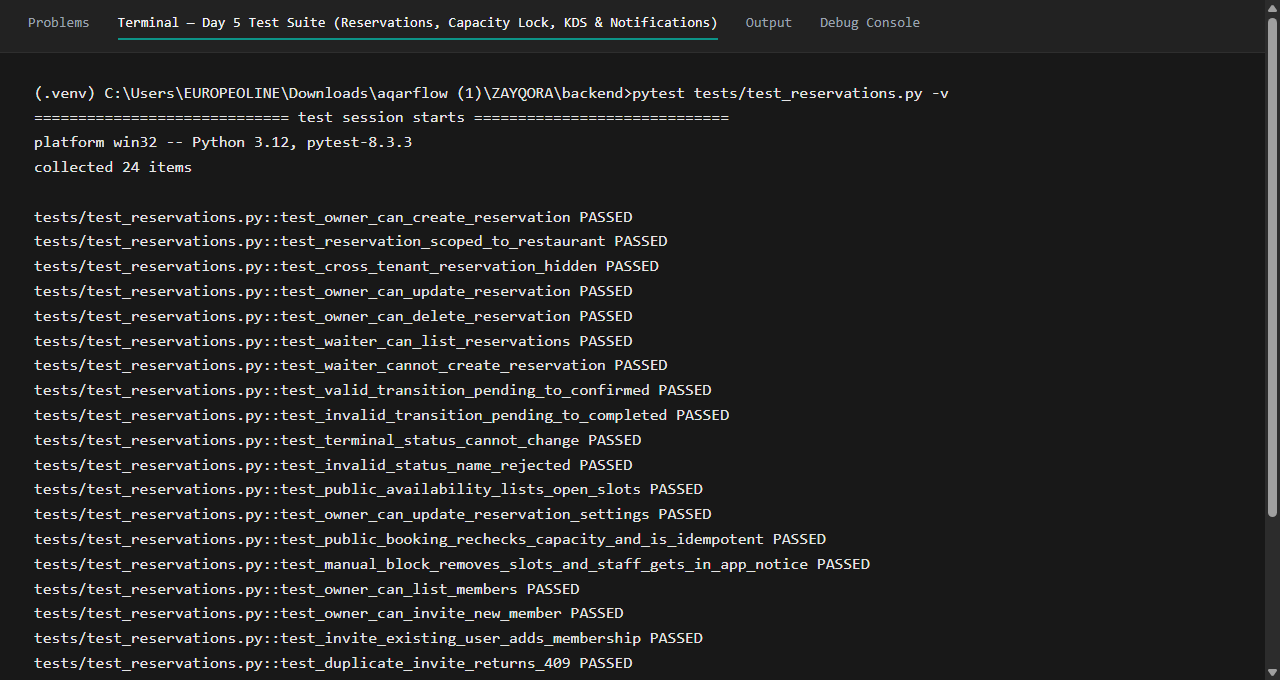 Problems Terminal — Day 5 Test Suite (Reservations, Capacity Lock, KDS & Notifications) Output Debug Console
(.venv) C:\Users\EUROPEOLINE\Downloads\aqarflow (1)\ZAYQORA\backend>pytest tests/test_reservations.py -v
============================= test session starts =============================
platform win32 -- Python 3.12, pytest-8.3.3
collected 24 items
tests/test_reservations.py::test_owner_can_create_reservation PASSED
tests/test_reservations.py::test_reservation_scoped_to_restaurant PASSED
tests/test_reservations.py::test_cross_tenant_reservation_hidden PASSED
tests/test_reservations.py::test_owner_can_update_reservation PASSED
tests/test_reservations.py::test_owner_can_delete_reservation PASSED
tests/test_reservations.py::test_waiter_can_list_reservations PASSED
tests/test_reservations.py::test_waiter_cannot_create_reservation PASSED
tests/test_reservations.py::test_valid_transition_pending_to_confirmed PASSED
tests/test_reservations.py::test_invalid_transition_pending_to_completed PASSED
tests/test_reservations.py::test_terminal_status_cannot_change PASSED
tests/test_reservations.py::test_invalid_status_name_rejected PASSED
tests/test_reservations.py::test_public_availability_lists_open_slots PASSED
tests/test_reservations.py::test_owner_can_update_reservation_settings PASSED
tests/test_reservations.py::test_public_booking_rechecks_capacity_and_is_idempotent PASSED
tests/test_reservations.py::test_manual_block_removes_slots_and_staff_gets_in_app_notice PASSED
tests/test_reservations.py::test_owner_can_list_members PASSED
tests/test_reservations.py::test_owner_can_invite_new_member PASSED
tests/test_reservations.py::test_invite_existing_user_adds_membership PASSED
tests/test_reservations.py::test_duplicate_invite_returns_409 PASSED